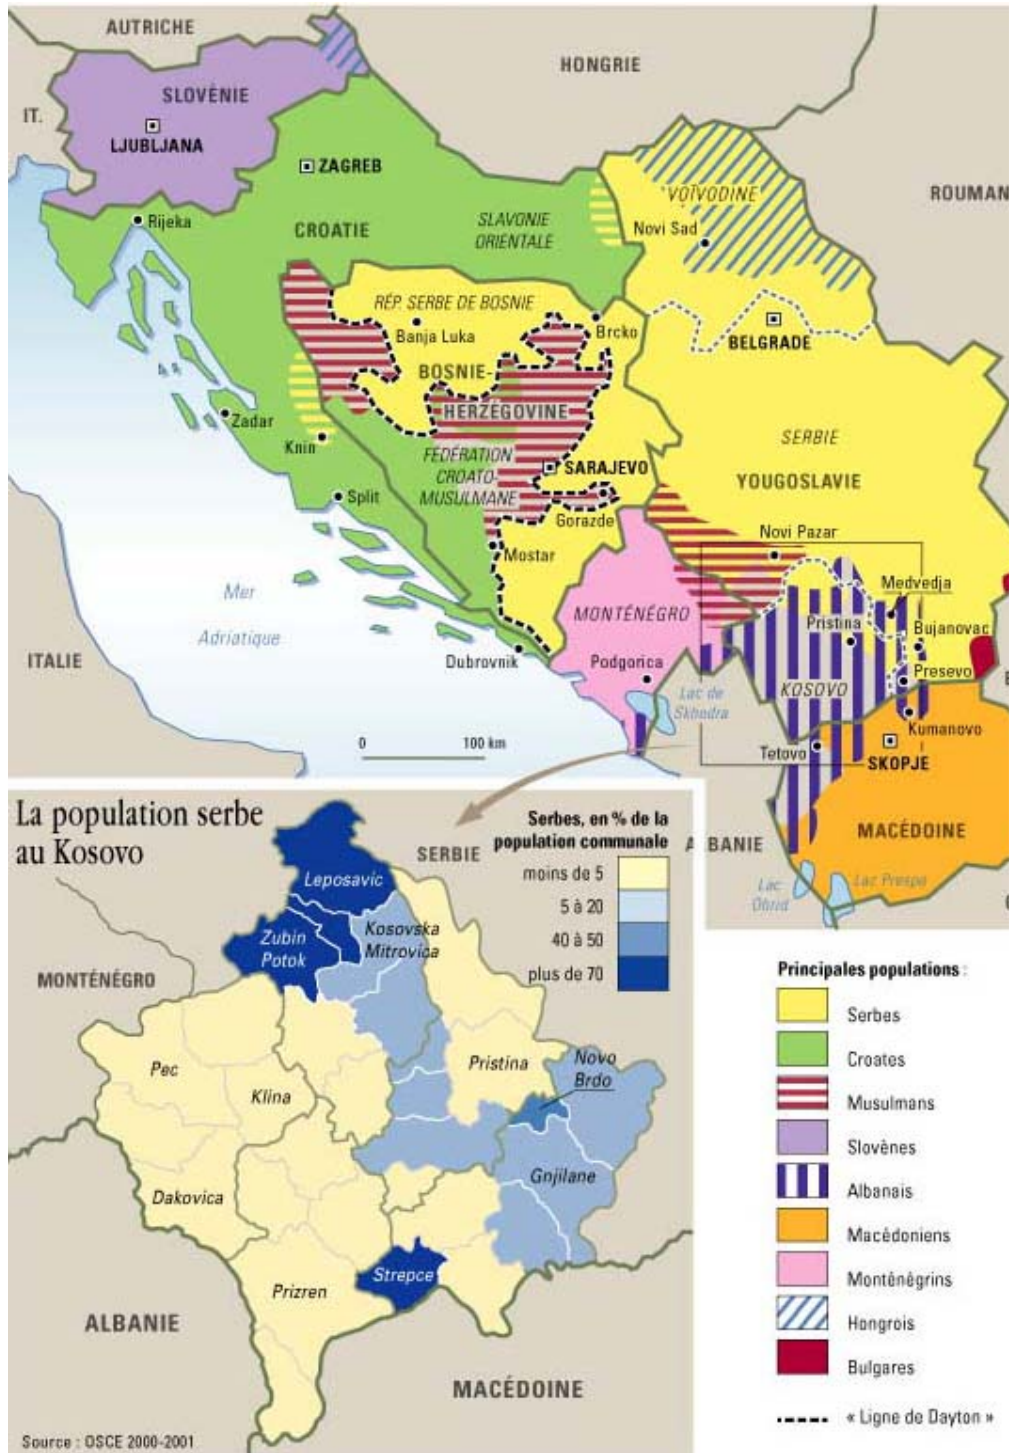 AUTRICHE
HONGRIE
SLOVÉNIE
IT.
LJUBLJANA
ZAGREB
VOÏVODINE
ROUMAN
Rijeka
CROATIE
SLAVONIE
ORIENTALE
Novi Sad
RÉP. SERBE DE BOSNIE
Banja Luka
Brcko
BELGRADE
BOSNIE-
HERZÉGOVINE
Zadar
Knin
SERBIE
FÉDÉRATION
CROATO-
MUSULMANE
SARAJEVO
YOUGOSLAVIE
Split
Gorazde
Novi Pazar
Mostar
Medvedja
Mer
Adriatique
MONTÉNÉGRO
Pristina
Bujanovac
ITALIE
Dubrovnik
Podgorica
KOSOVO
Presevo
Lac de
Skhodra
Kumanovo
0 100 km
Tetovo
SKOPJE
ALBANIE
MACÉDOINE
Lac
Ohrid
Lac Prespa
La population serbe
au Kosovo
Serbes, en % de la
population communale
moins de 5
5 à 20
40 à 50
plus de 70
SERBIE
Leposavic
Zubin
Potok
Kosovska
Mitrovica
MONTÉNÉGRO
Pec
Klina
Pristina
Novo
Brdo
Gnjilane
Dakovica
Strepce
Prizren
ALBANIE
MACÉDOINE
Source : OSCE 2000-2001
Principales populations :
Serbes
Croates
Musulmans
Slovènes
Albanais
Macédoniens
Monténégrins
Hongrois
Bulgares
« Ligne de Dayton »